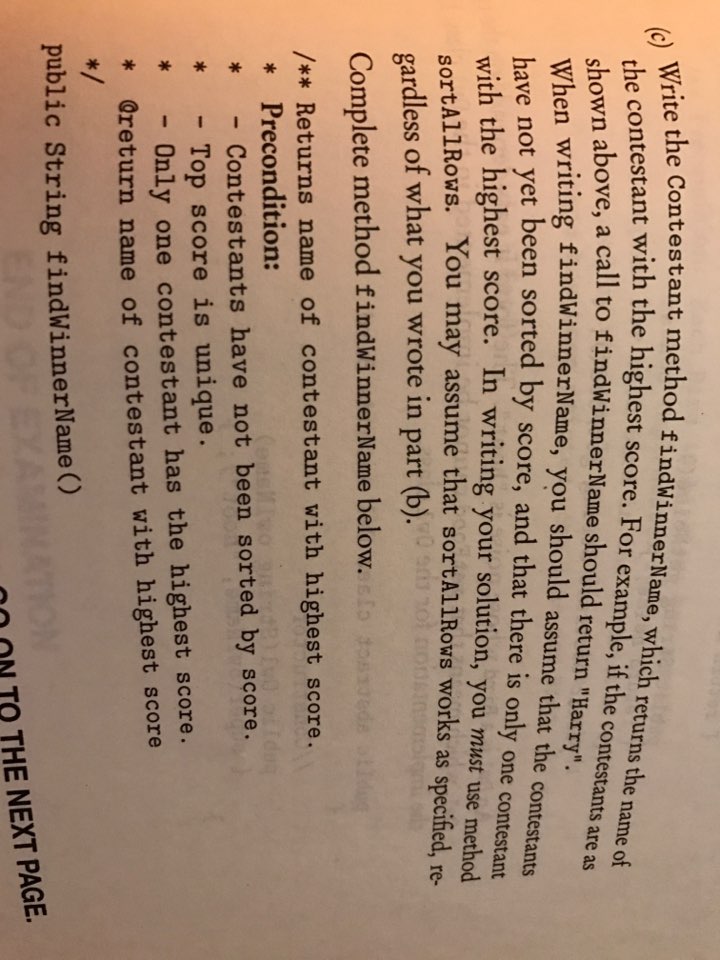 (c) Write the Contestant method findWinnerName, which returns the name of
the contestant with the highest score. For example, if the contestants are as
shown above, a call to findWinnerName should return "Harry".
When writing findWinnerName, you should assume that the contestants
have not yet been sorted by score, and that there is only one contestant
with the highest score. In writing your solution, you must use method
sortAllRows. You may assume that sortAllRows works as specified, re-
gardless of what you wrote in part (b).
Complete method findWinnerName below.
/** Returns name of contestant with highest score.
* Precondition:
* - Contestants have not been sorted by score.
* - Top score is unique.
* - Only one contestant has the highest score.
* @return name of contestant with highest score
*/
public String findWinnerName()
END OF EXAMINATION
GO ON TO THE NEXT PAGE.